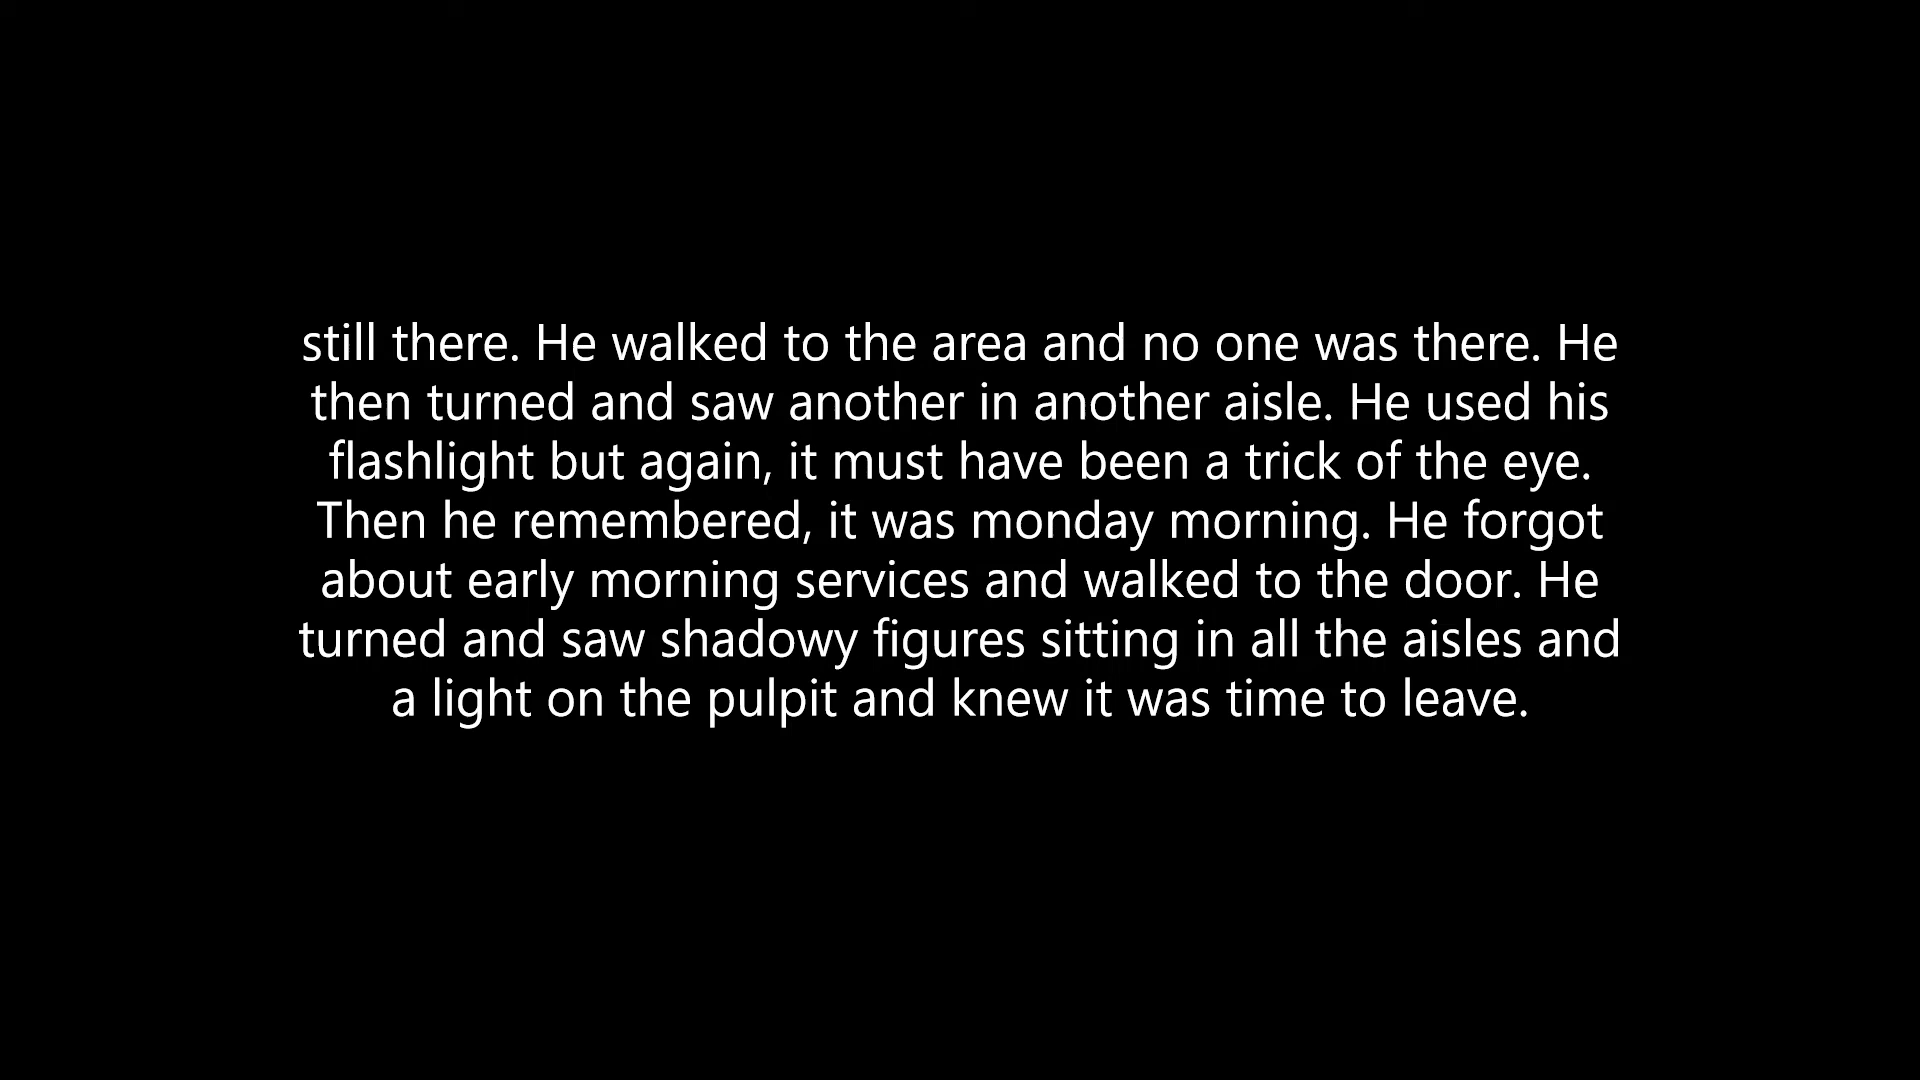 still there. He walked to the area and no one was there. He
then turned and saw another in another aisle. He used his
flashlight but again, it must have been a trick of the eye.
Then he remembered, it was monday morning. He forgot
about early morning services and walked to the door. He
turned and saw shadowy figures sitting in all the aisles and
a light on the pulpit and knew it was time to leave.